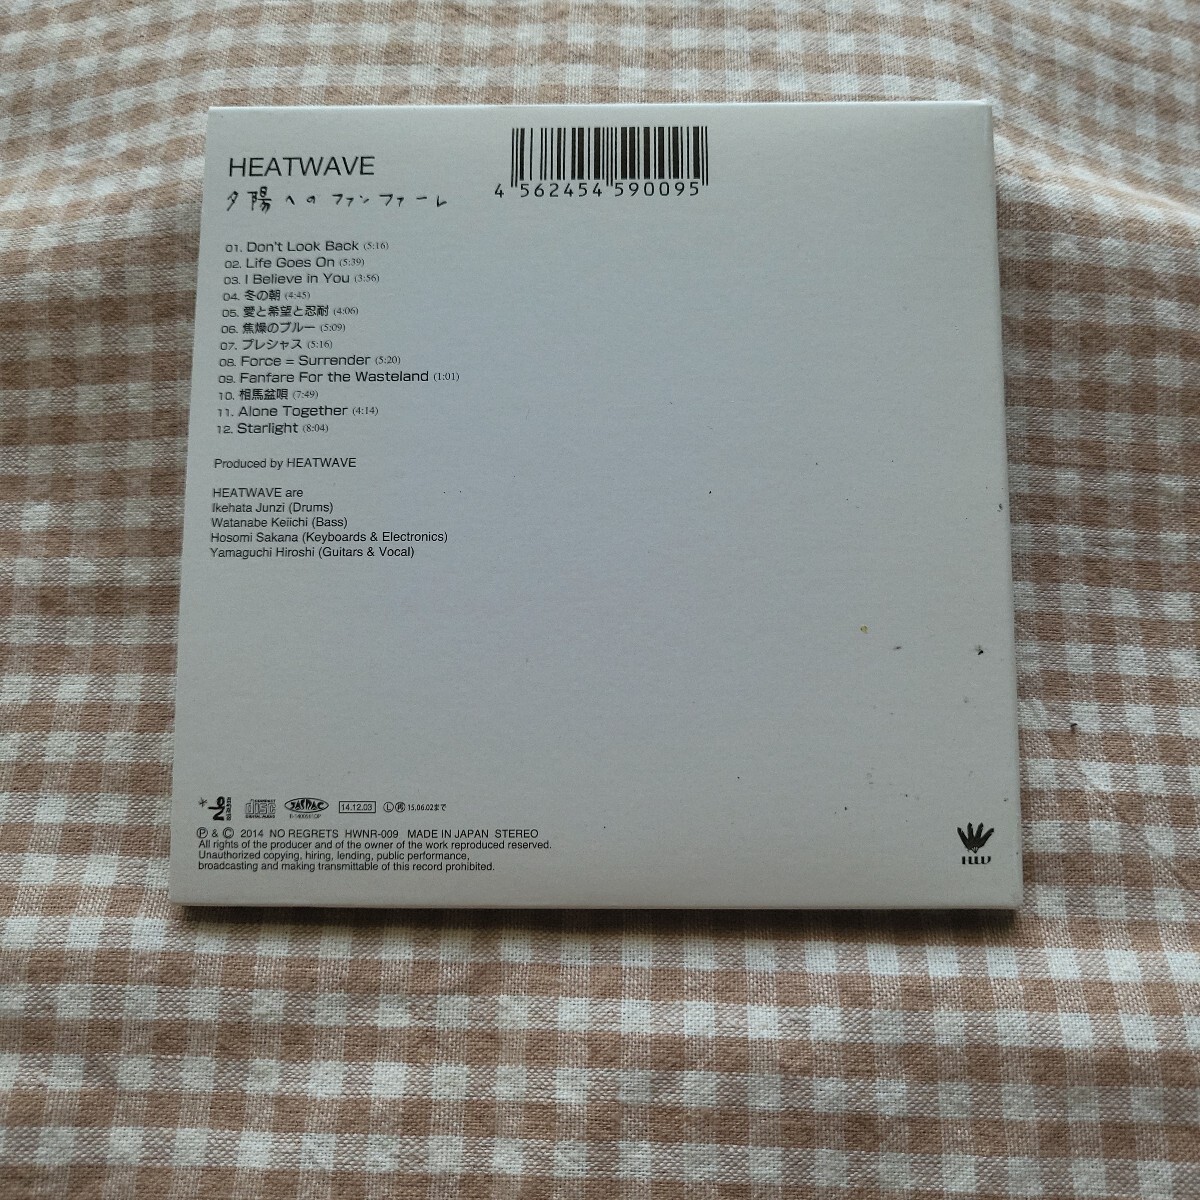 HEATWAVE
夕陽へのファンファーレ
4 562454 590095
01. Don't Look Back (5:16)
02. Life Goes On (5:39)
03. I Believe in You (3:56)
04. 冬の朝 (4:45)
05. 愛と希望と忍耐 (4:06)
06. 焦燥のブルー (5:09)
07. プレシャス (5:16)
08. Force = Surrender (5:20)
09. Fanfare For the Wasteland (1:01)
10. 相馬盆唄 (7:49)
11. Alone Together (4:14)
12. Starlight (8:04)
Produced by HEATWAVE
HEATWAVE are
Ikehata Junzi (Drums)
Watanabe Keiichi (Bass)
Hosomi Sakana (Keyboards & Electronics)
Yamaguchi Hiroshi (Guitars & Vocal)
disc JASRAC 14.12.03 Ⓛ 15.06.02まで
Ⓟ & © 2014 NO REGRETS HWNR-009 MADE IN JAPAN STEREO
All rights of the producer and of the owner of the work reproduced reserved.
Unauthorized copying, hiring, lending, public performance,
broadcasting and making transmittable of this record prohibited.